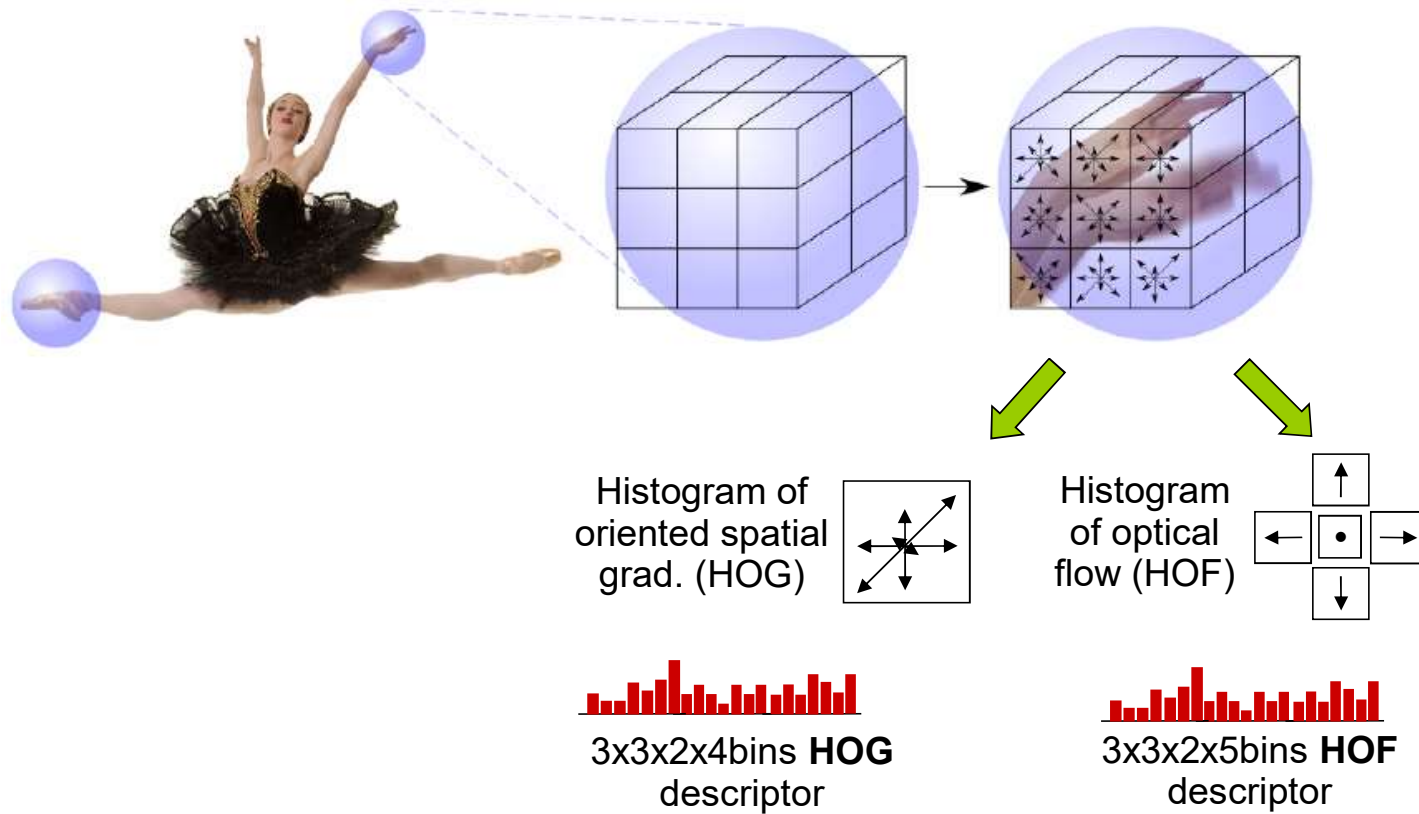 Histogram of
oriented spatial
grad. (HOG)
Histogram
of optical
flow (HOF)
3x3x2x4bins HOG
descriptor
3x3x2x5bins HOF
descriptor